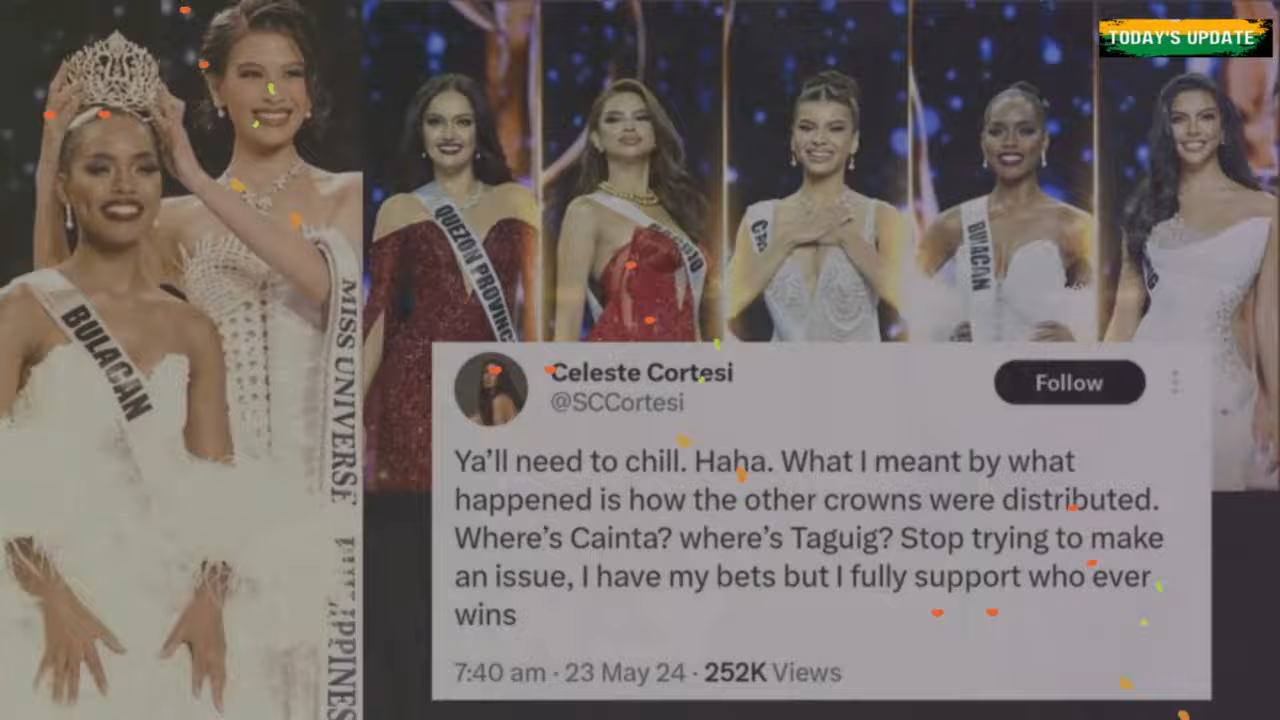 TODAY'S UPDATE
BULACAN
MISS UNIVERSE
QUEZON PROVINC
BULACAN
Celeste Cortesi
@SCCortesi
Follow
Ya'll need to chill. Haha. What I meant by what
happened is how the other crowns were distributed.
Where's Cainta? where's Taguig? Stop trying to make
an issue, I have my bets but I fully support who ever
wins
7:40 am · 23 May 24 · 252K Views